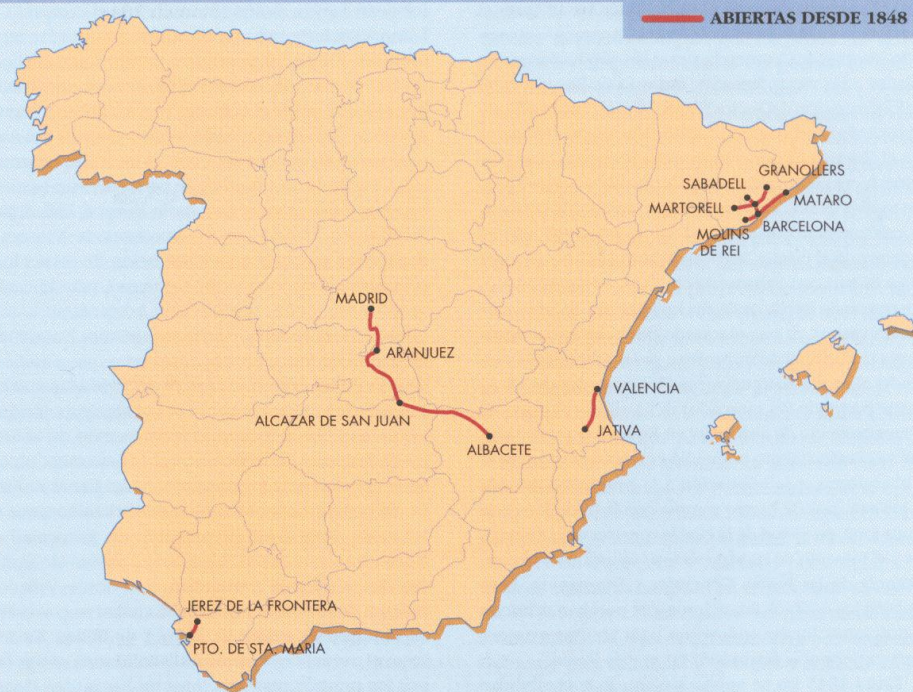 ABIERTAS DESDE 1848
GRANOLLERS
SABADELL
MATARO
MARTORELL
BARCELONA
MOLINS
DE REI
MADRID
ARANJUEZ
VALENCIA
ALCAZAR DE SAN JUAN
JATIVA
ALBACETE
JEREZ DE LA FRONTERA
PTO. DE STA. MARIA